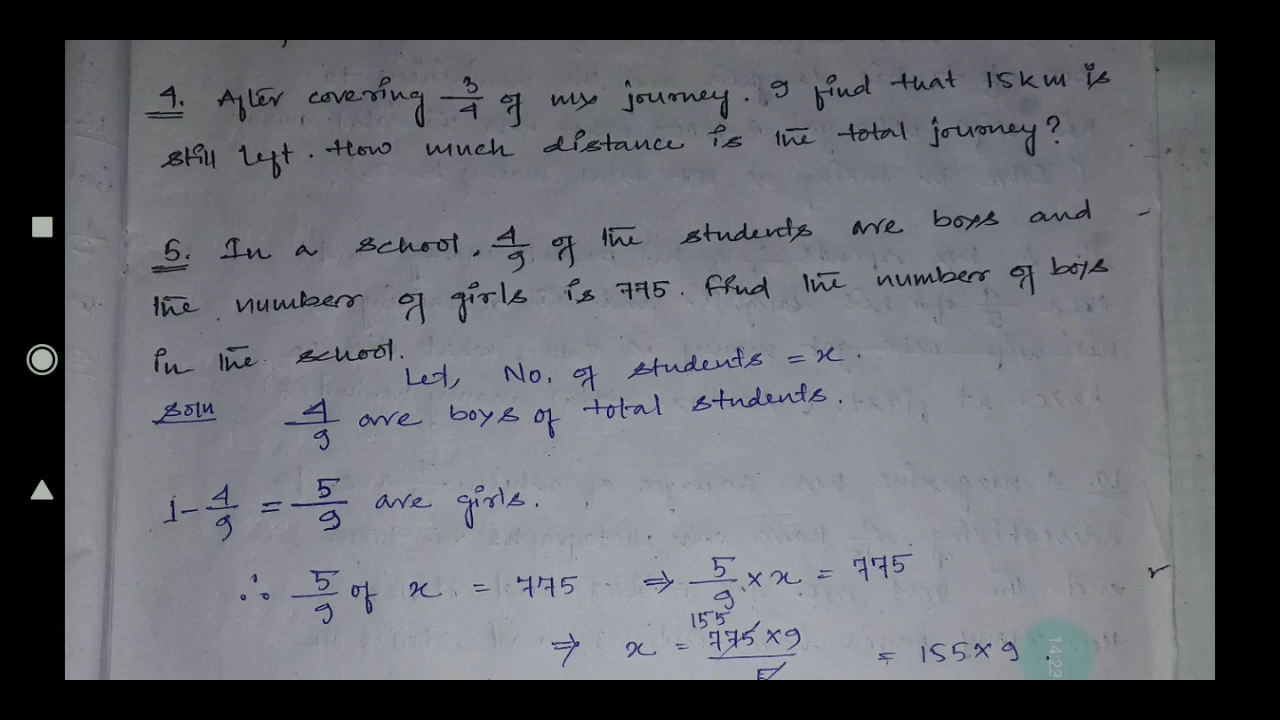 4. After covering 3/4 of my journey. I find that 15km is
still left. How much distance is the total journey?
5. In a school. 4/9 of the students are boys and
the number of girls is 775. Find the number of boys
in the school.
Let, No. of students = x.
Soln 4/9 are boys of total students.
1 - 4/9 = 5/9 are girls.
∴ 5/9 of x = 775 ⇒ 5/9 × x = 775
155
⇒ x = 775 × 9 / 5 = 155 × 9.
14:23